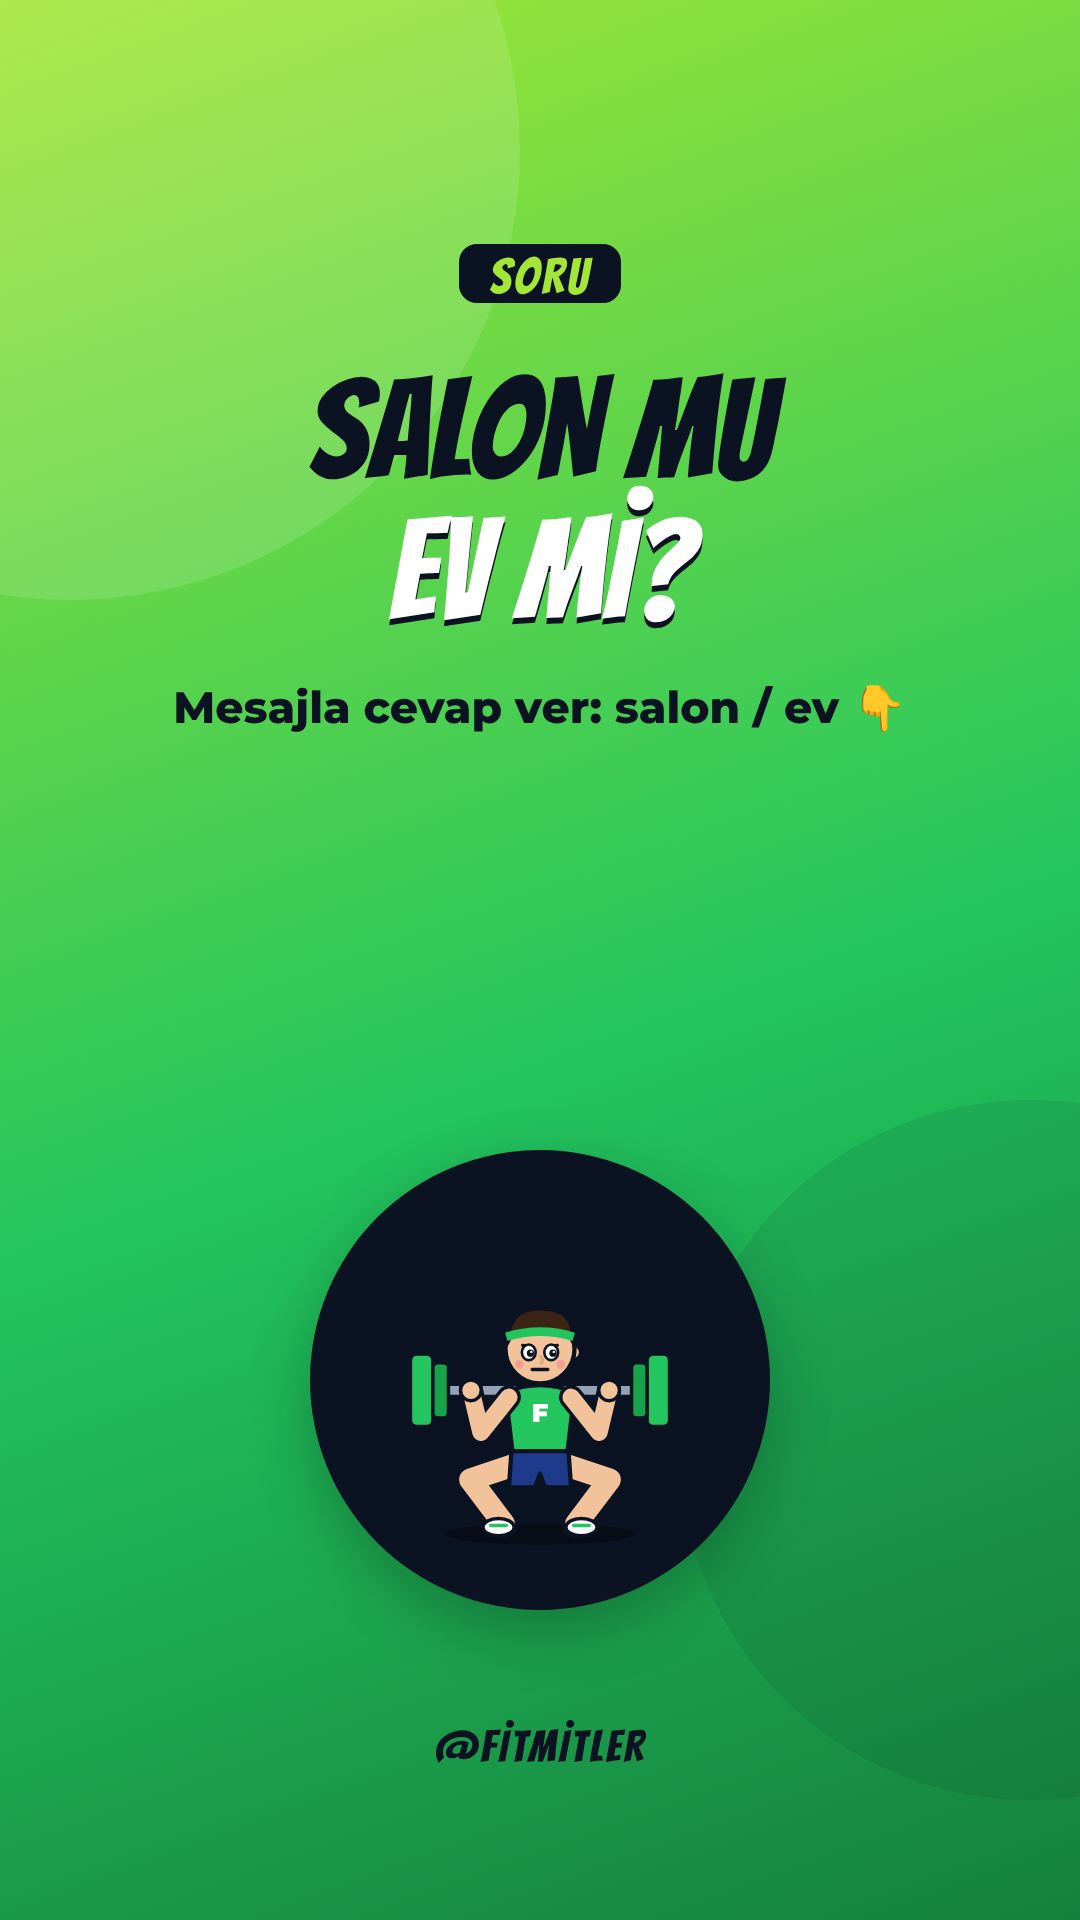 SORU
SALON MU
EV Mİ?
Mesajla cevap ver: salon / ev 👇
F
@FİTMİTLER